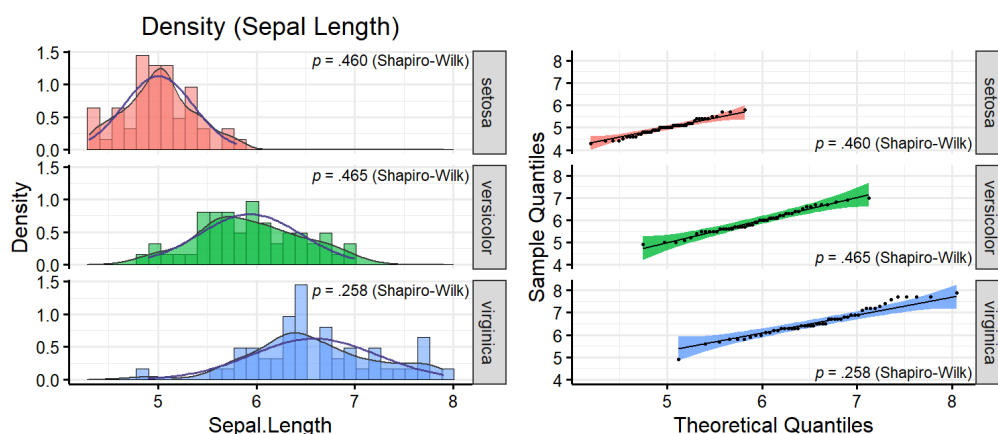 Density (Sepal Length)
Density
1.5
1.0
0.5
0.0
p = .460 (Shapiro-Wilk)
setosa
1.5
1.0
0.5
0.0
p = .465 (Shapiro-Wilk)
versicolor
1.5
1.0
0.5
0.0
p = .258 (Shapiro-Wilk)
virginica
5 6 7 8
Sepal.Length
Sample Quantiles
8
7
6
5
4
p = .460 (Shapiro-Wilk)
setosa
8
7
6
5
4
p = .465 (Shapiro-Wilk)
versicolor
8
7
6
5
4
p = .258 (Shapiro-Wilk)
virginica
5 6 7 8
Theoretical Quantiles